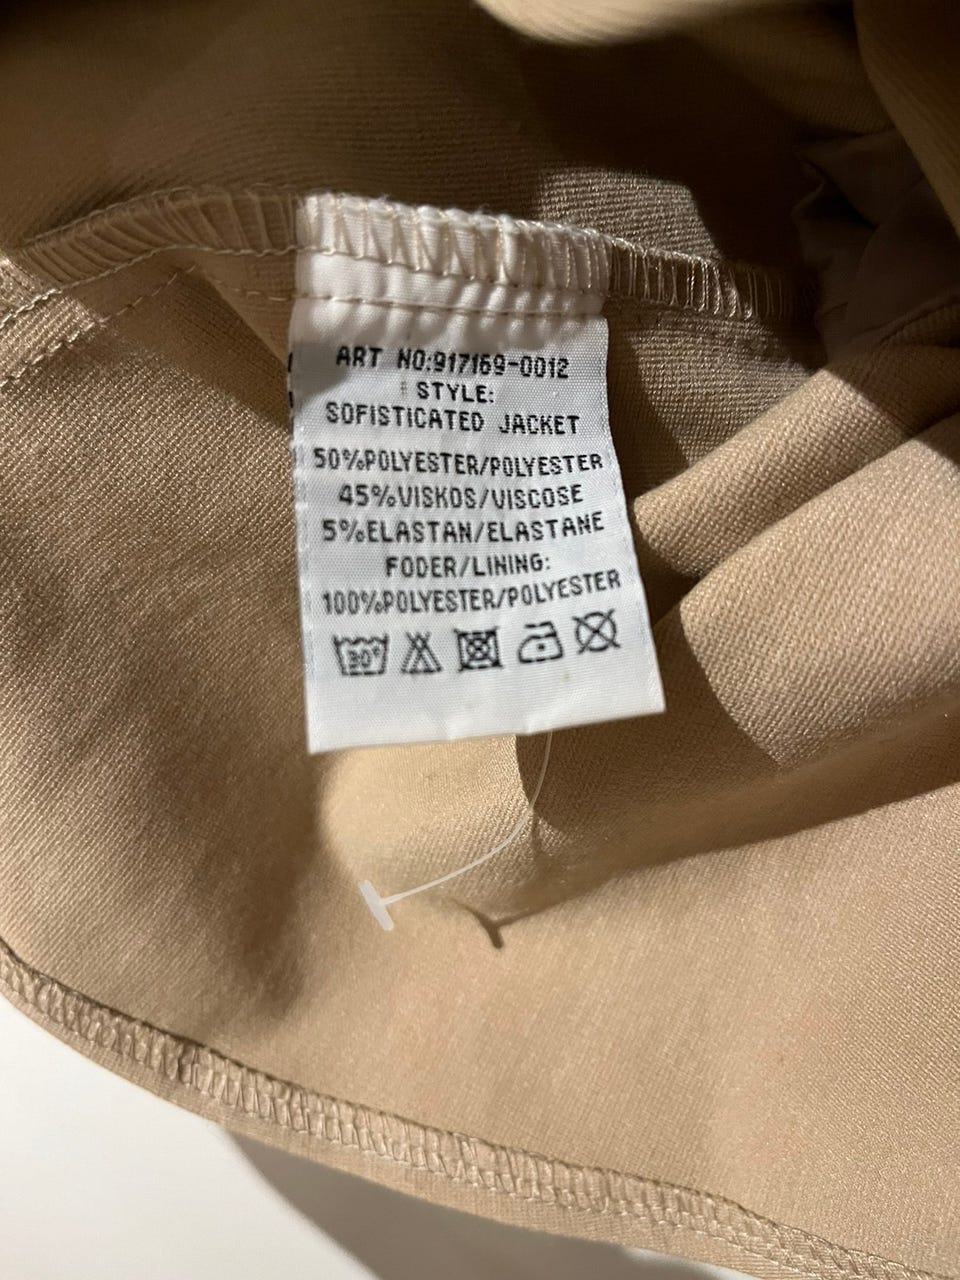 ART NO:917169-0012
STYLE:
SOFISTICATED JACKET
50%POLYESTER/POLYESTER
45%VISKOS/VISCOSE
5%ELASTAN/ELASTANE
FODER/LINING:
100%POLYESTER/POLYESTER
30°